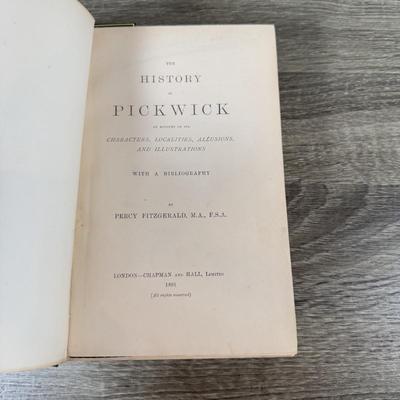 THE
HISTORY
OF
PICKWICK
AN ACCOUNT OF ITS
CHARACTERS, LOCALITIES, ALLUSIONS,
AND ILLUSTRATIONS
WITH A BIBLIOGRAPHY
BY
PERCY FITZGERALD, M.A., F.S.A.
LONDON—CHAPMAN AND HALL, LIMITED
1891
(All rights reserved)